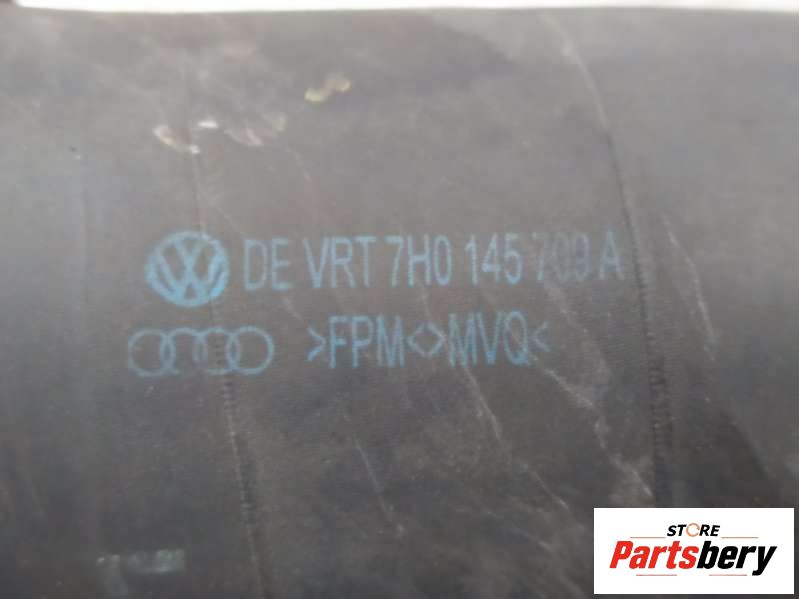 DE VRT 7H0 145 709 A
>FPM<>MVQ<
STORE
Partsbery